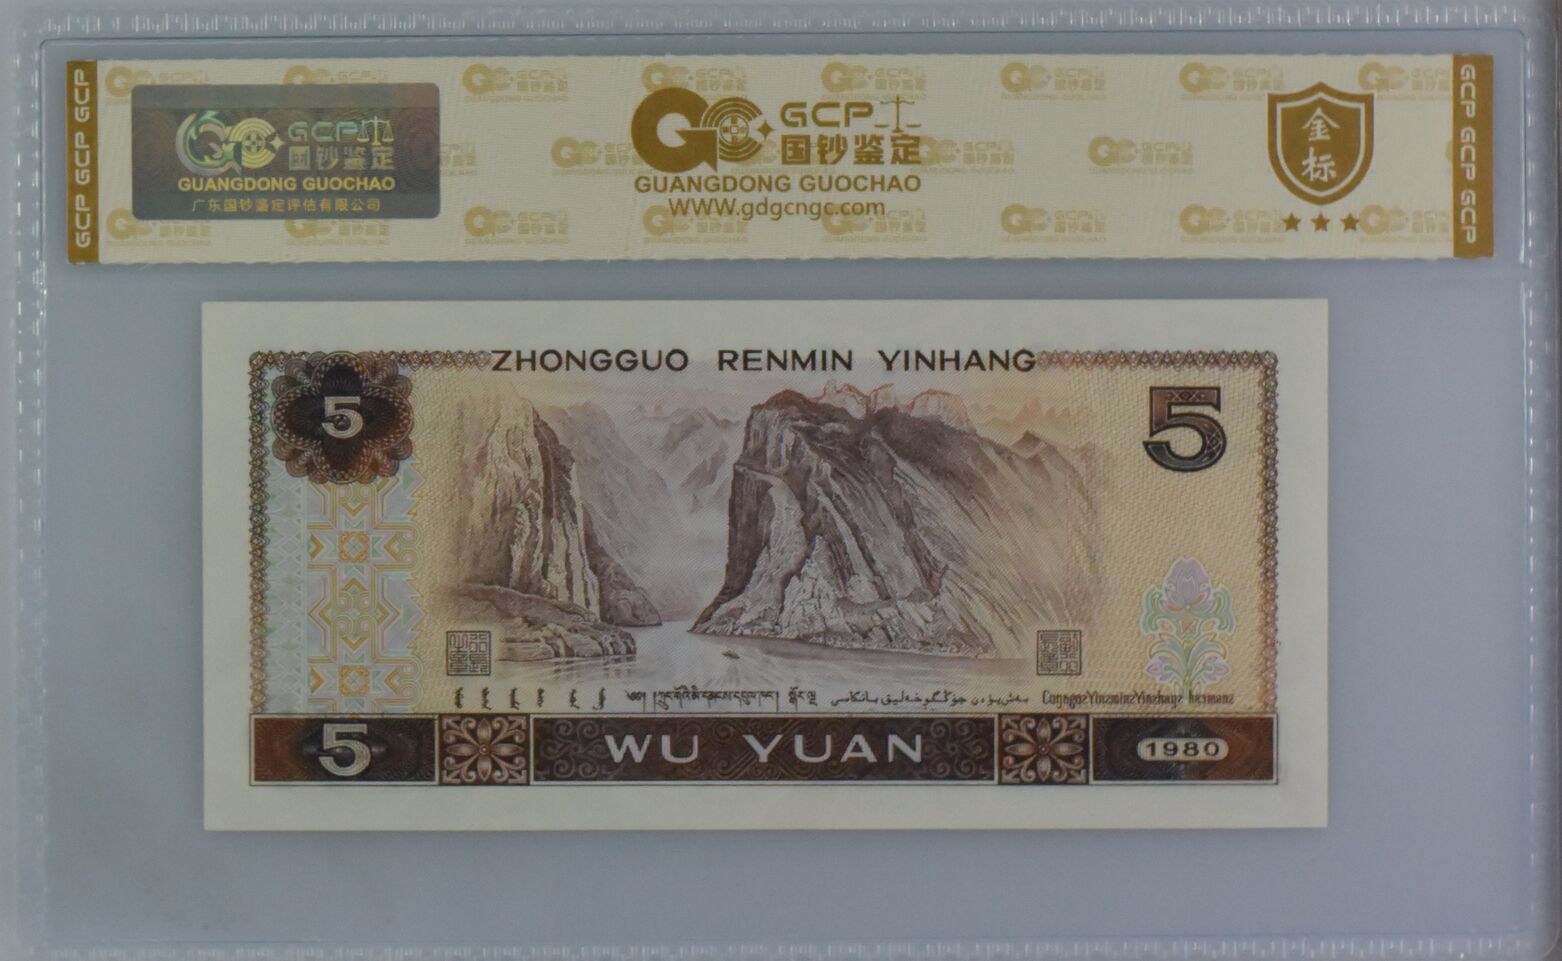 GCP GCP GCP
GCP
国钞鉴定
GUANGDONG GUOCHAO
广东国钞鉴定评估有限公司
GCP
国钞鉴定
GUANGDONG GUOCHAO
WWW.gdgcngc.com
金标
GCP GCP GCP
ZHONGGUO RENMIN YINHANG
5
5
5
WU YUAN
1980